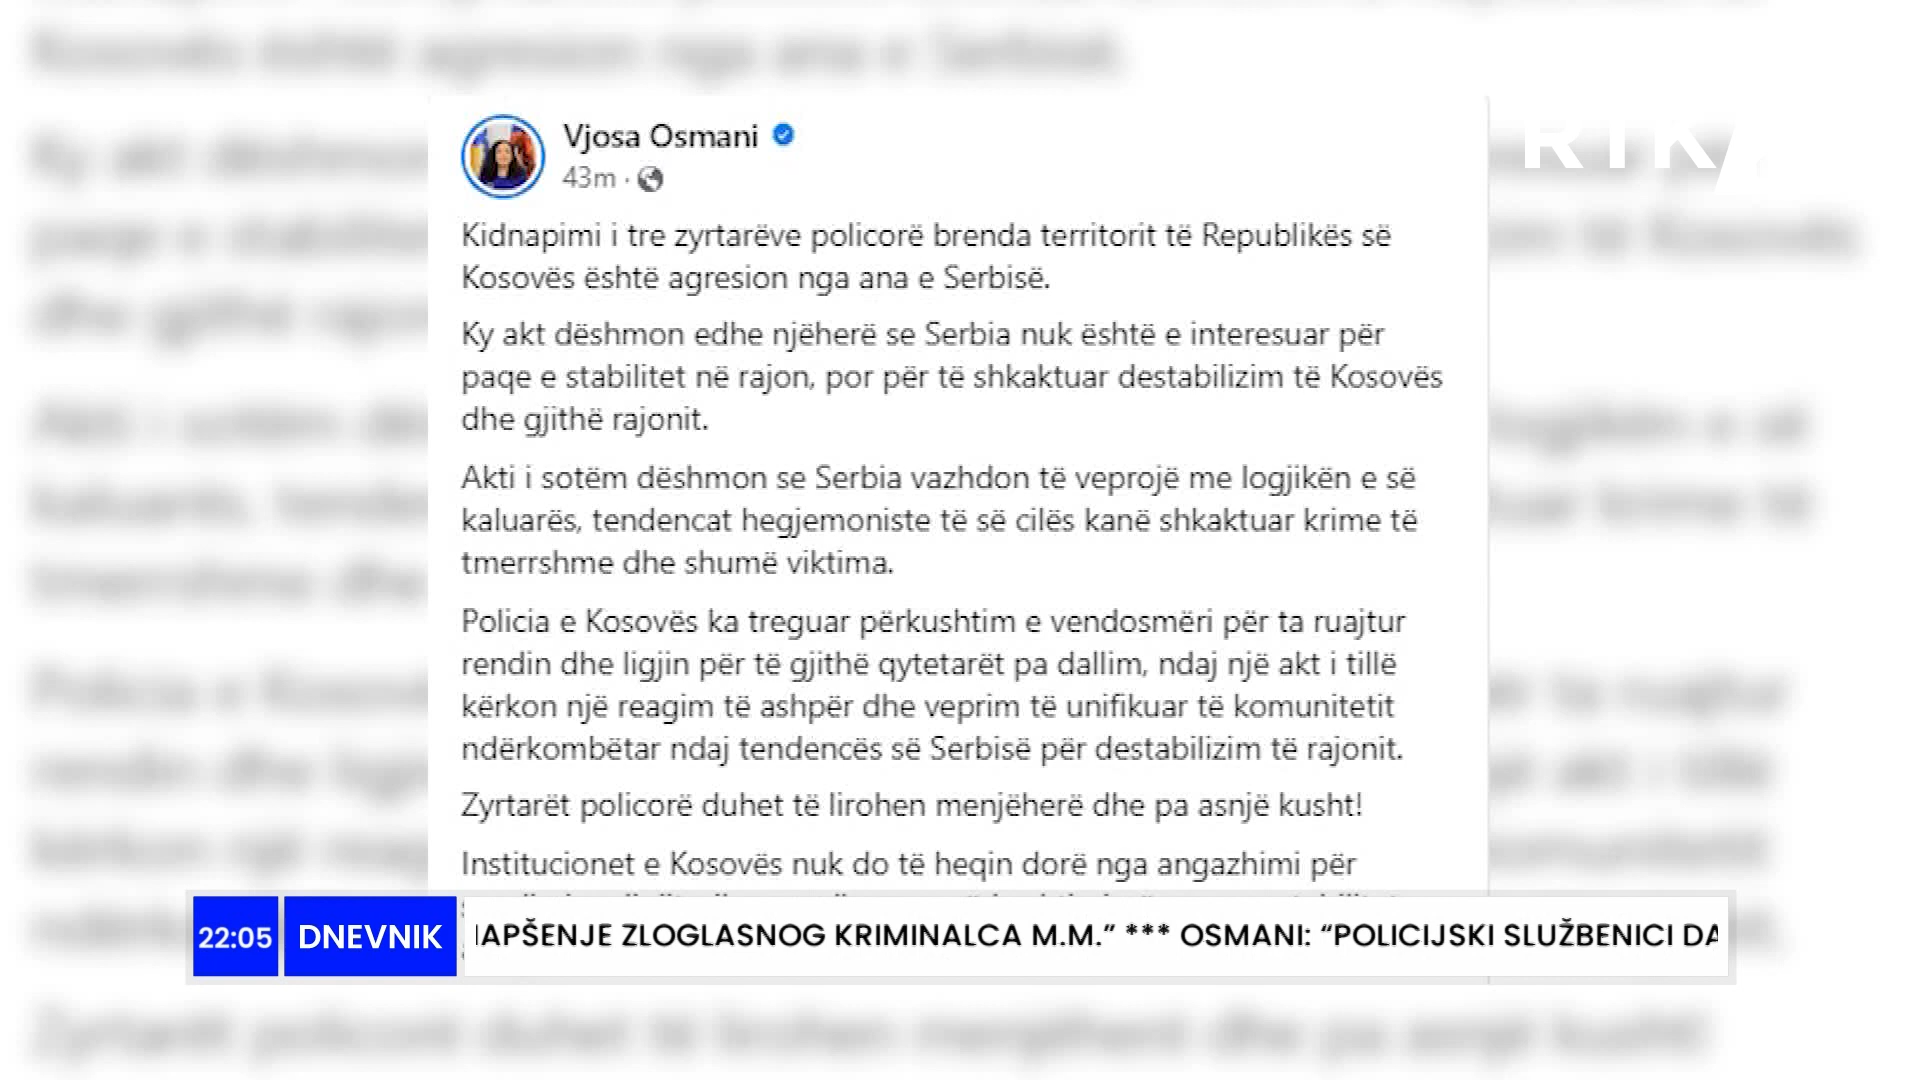 Vjosa Osmani
43m ·
RTK
Kidnapimi i tre zyrtarëve policorë brenda territorit të Republikës së
Kosovës është agresion nga ana e Serbisë.
Ky akt dëshmon edhe njëherë se Serbia nuk është e interesuar për
paqe e stabilitet në rajon, por për të shkaktuar destabilizim të Kosovës
dhe gjithë rajonit.
Akti i sotëm dëshmon se Serbia vazhdon të veprojë me logjikën e së
kaluarës, tendencat hegjemoniste të së cilës kanë shkaktuar krime të
tmerrshme dhe shumë viktima.
Policia e Kosovës ka treguar përkushtim e vendosmëri për ta ruajtur
rendin dhe ligjin për të gjithë qytetarët pa dallim, ndaj një akt i tillë
kërkon një reagim të ashpër dhe veprim të unifikuar të komunitetit
ndërkombëtar ndaj tendencës së Serbisë për destabilizim të rajonit.
Zyrtarët policorë duhet të lirohen menjëherë dhe pa asnjë kusht!
Institucionet e Kosovës nuk do të heqin dorë nga angazhimi për
22:05 DNEVNIK HAPŠENJE ZLOGLASNOG KRIMINALCA M.M.” *** OSMANI: “POLICIJSKI SLUŽBENICI DA